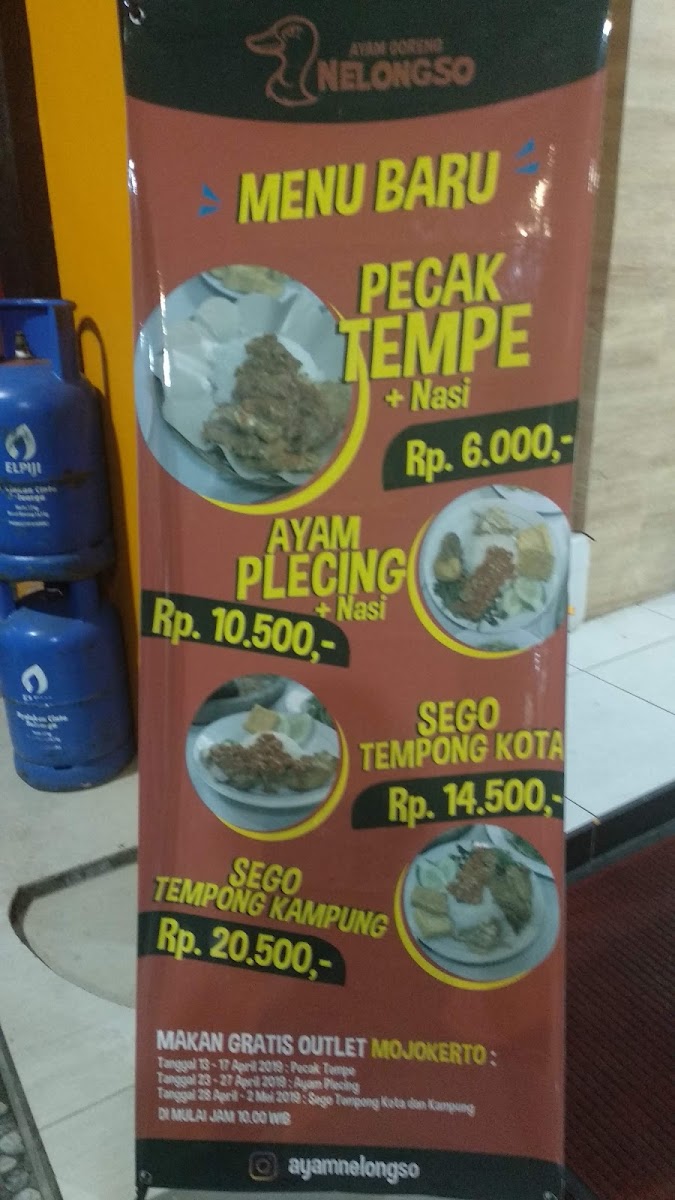 AYAM GORENG
NELONGSO
MENU BARU
PECAK
TEMPE
+ Nasi
Rp. 6.000,-
AYAM
PLECING
+ Nasi
Rp. 10.500,-
SEGO
TEMPONG KOTA
Rp. 14.500,-
SEGO
TEMPONG KAMPUNG
Rp. 20.500,-
MAKAN GRATIS OUTLET MOJOKERTO :
Tanggal 13 - 17 April 2019 : Pecak Tempe
Tanggal 23 - 27 April 2019 : Ayam Plecing
Tanggal 28 April - 2 Mei 2019 : Sego Tempong Kota dan Kampung
DI MULAI JAM 10.00 WIB
ayamnelongso
ELPIJI